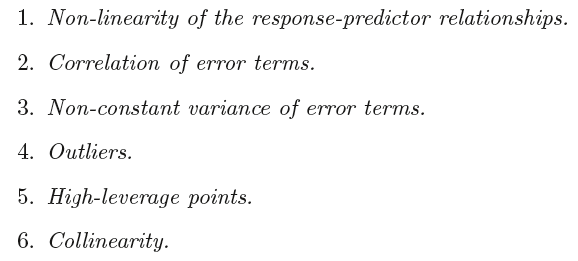 1. Non-linearity of the response-predictor relationships.
2. Correlation of error terms.
3. Non-constant variance of error terms.
4. Outliers.
5. High-leverage points.
6. Collinearity.